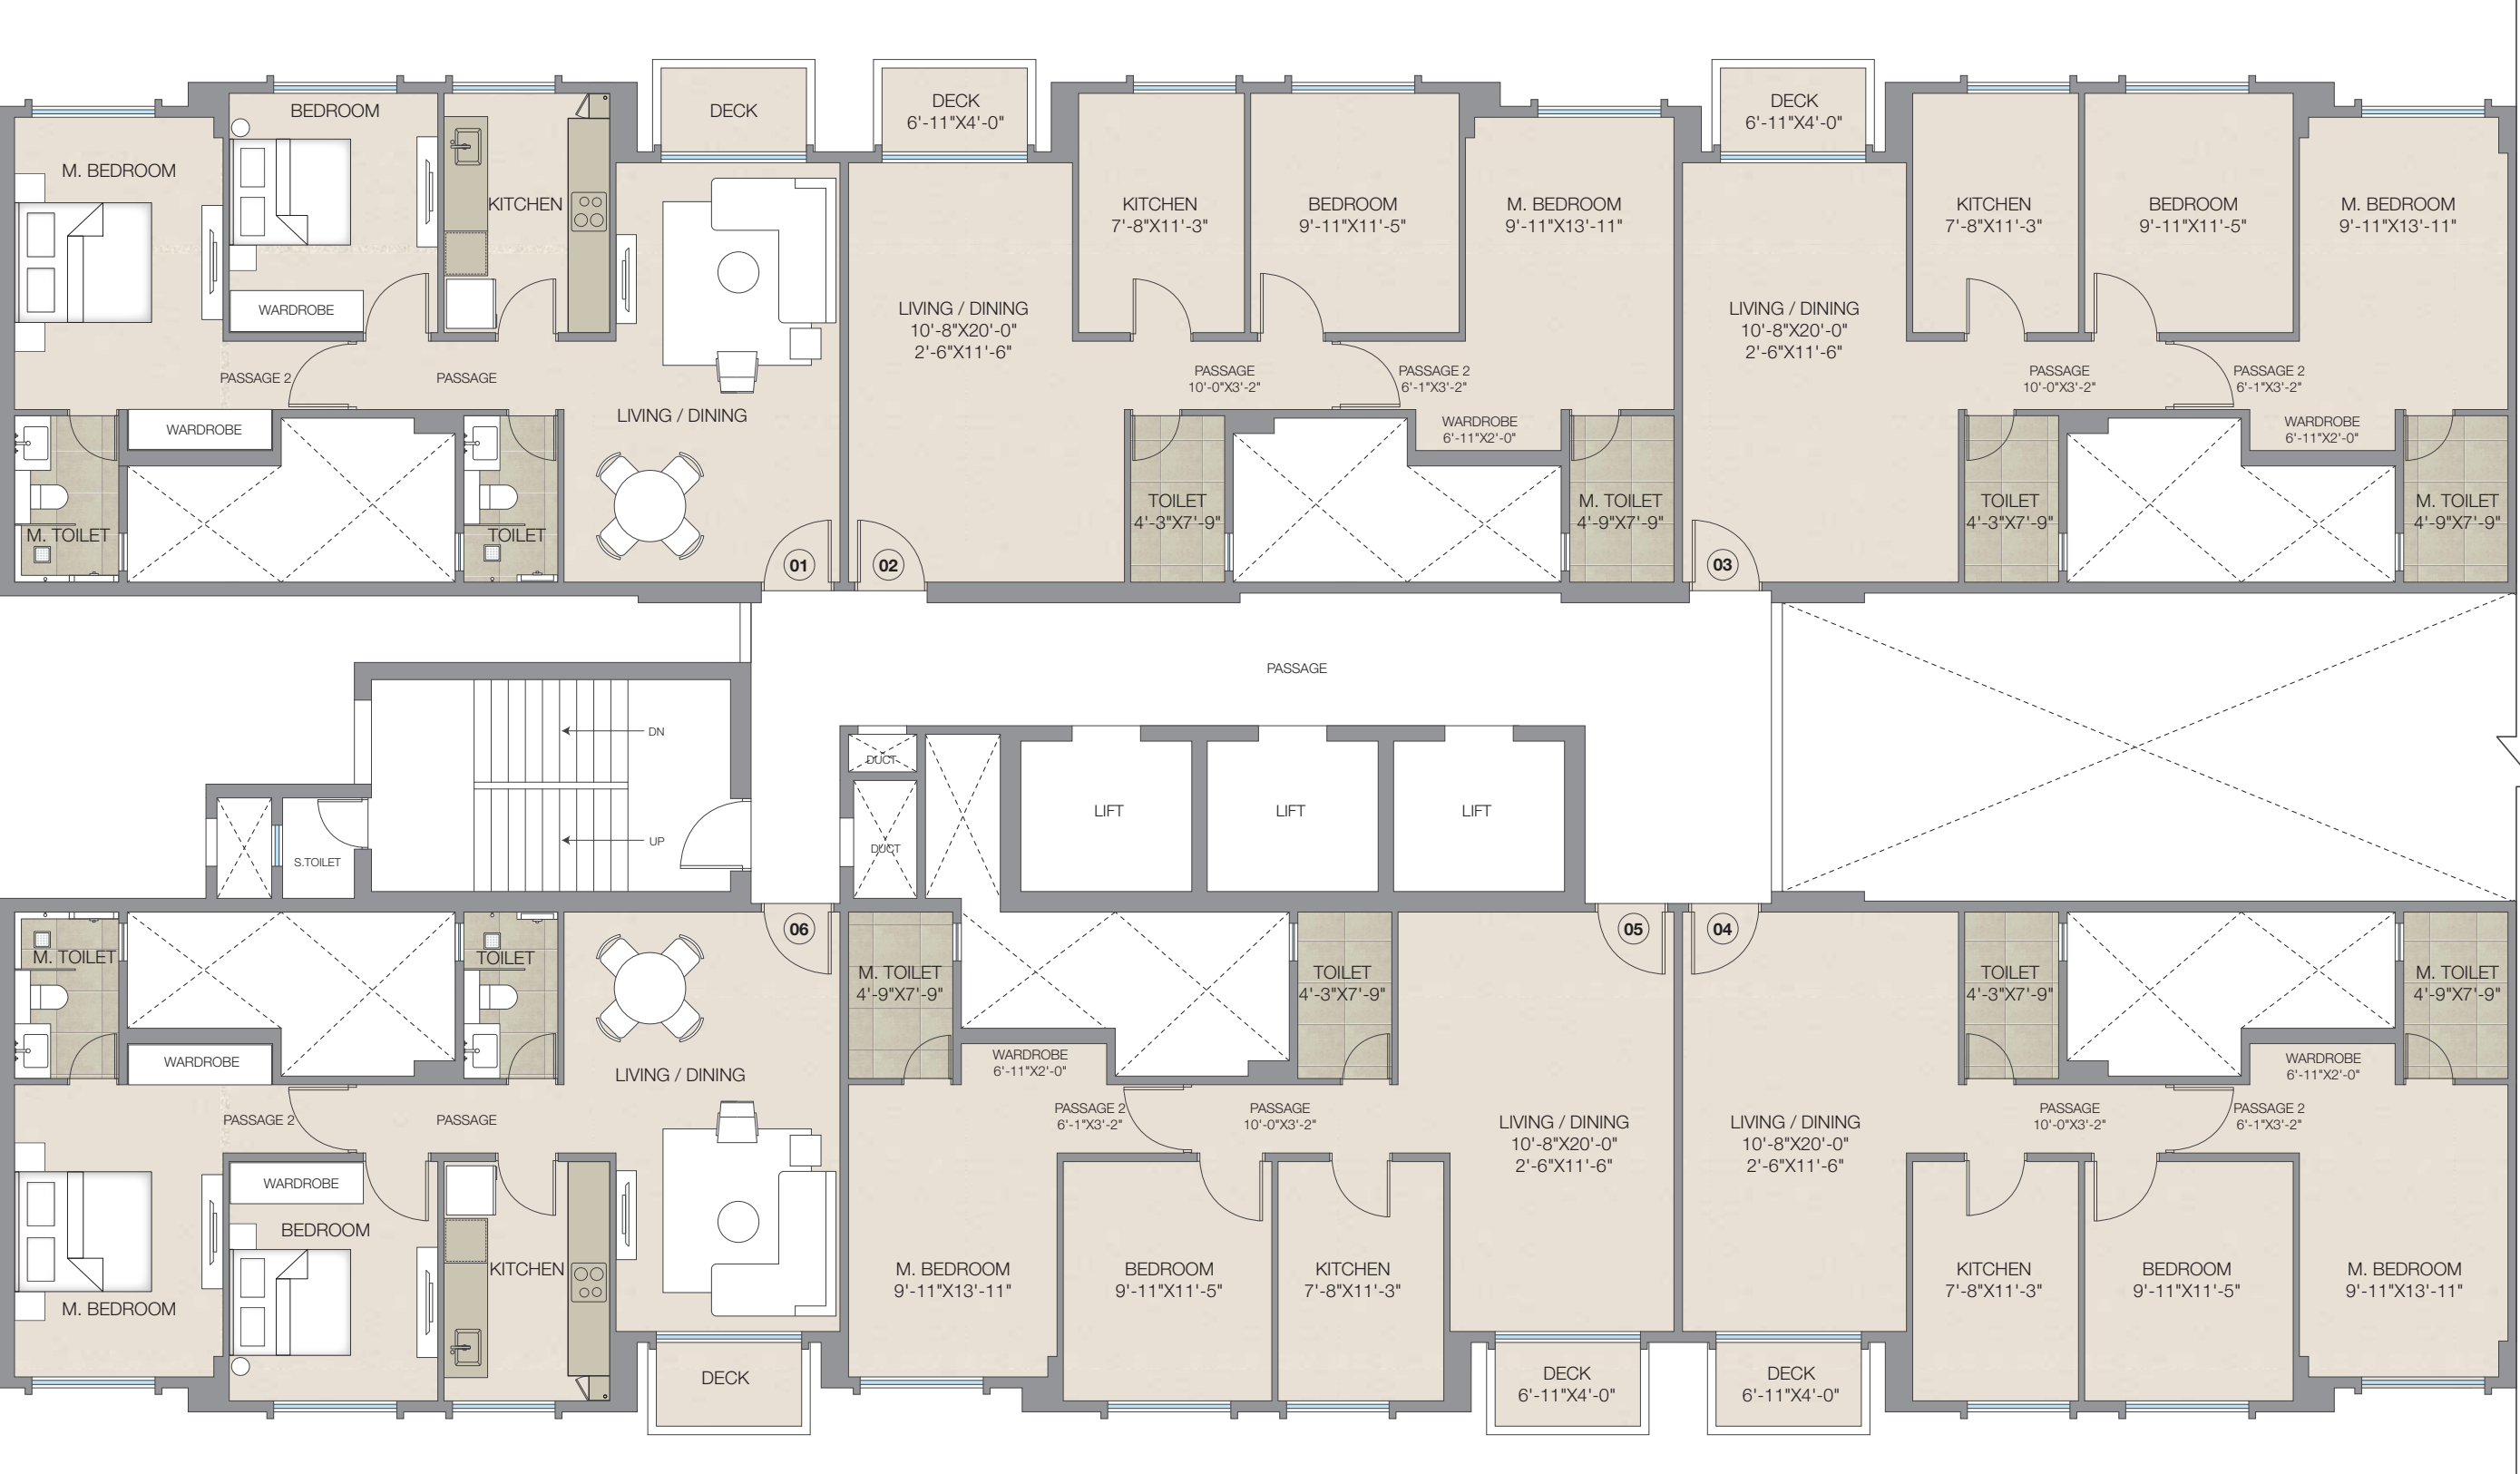 M. BEDROOM
BEDROOM
WARDROBE
KITCHEN
DECK
PASSAGE 2
PASSAGE
LIVING / DINING
M. TOILET
WARDROBE
TOILET
01
DECK
6'-11"X4'-0"
LIVING / DINING
10'-8"X20'-0"
2'-6"X11'-6"
KITCHEN
7'-8"X11'-3"
BEDROOM
9'-11"X11'-5"
M. BEDROOM
9'-11"X13'-11"
PASSAGE
10'-0"X3'-2"
PASSAGE 2
6'-1"X3'-2"
WARDROBE
6'-11"X2'-0"
TOILET
4'-3"X7'-9"
M. TOILET
4'-9"X7'-9"
02
DECK
6'-11"X4'-0"
LIVING / DINING
10'-8"X20'-0"
2'-6"X11'-6"
KITCHEN
7'-8"X11'-3"
BEDROOM
9'-11"X11'-5"
M. BEDROOM
9'-11"X13'-11"
PASSAGE
10'-0"X3'-2"
PASSAGE 2
6'-1"X3'-2"
WARDROBE
6'-11"X2'-0"
TOILET
4'-3"X7'-9"
M. TOILET
4'-9"X7'-9"
03
PASSAGE
DN
UP
S.TOILET
DUCT
DUCT
LIFT
LIFT
LIFT
M. TOILET
TOILET
06
WARDROBE
LIVING / DINING
PASSAGE 2
PASSAGE
WARDROBE
BEDROOM
KITCHEN
M. BEDROOM
DECK
M. TOILET
4'-9"X7'-9"
TOILET
4'-3"X7'-9"
05
WARDROBE
6'-11"X2'-0"
PASSAGE 2
6'-1"X3'-2"
PASSAGE
10'-0"X3'-2"
LIVING / DINING
10'-8"X20'-0"
2'-6"X11'-6"
M. BEDROOM
9'-11"X13'-11"
BEDROOM
9'-11"X11'-5"
KITCHEN
7'-8"X11'-3"
DECK
6'-11"X4'-0"
04
TOILET
4'-3"X7'-9"
M. TOILET
4'-9"X7'-9"
WARDROBE
6'-11"X2'-0"
LIVING / DINING
10'-8"X20'-0"
2'-6"X11'-6"
PASSAGE
10'-0"X3'-2"
PASSAGE 2
6'-1"X3'-2"
KITCHEN
7'-8"X11'-3"
BEDROOM
9'-11"X11'-5"
M. BEDROOM
9'-11"X13'-11"
DECK
6'-11"X4'-0"